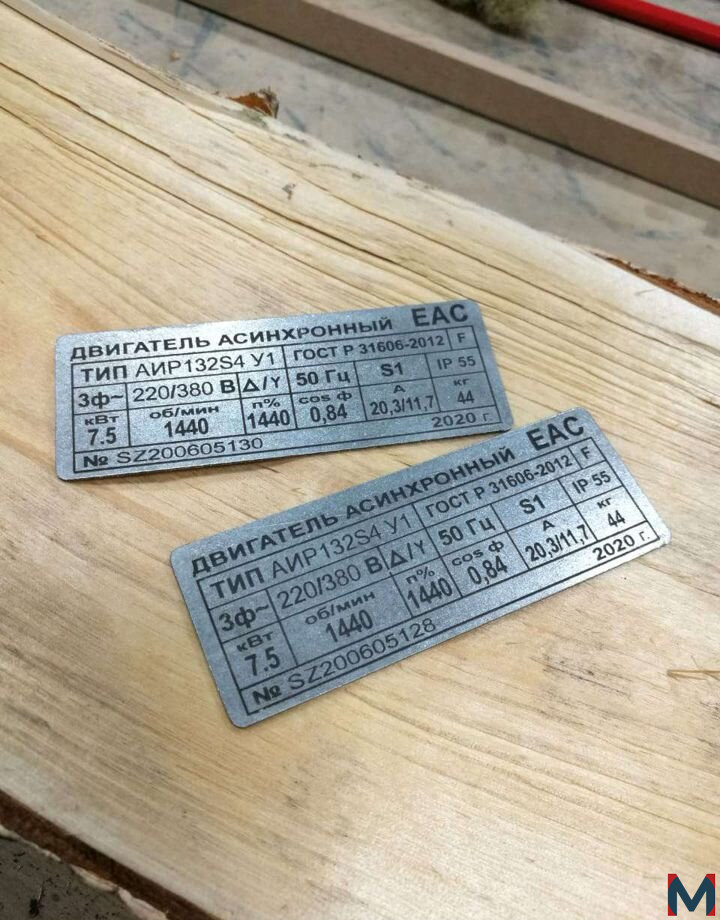 ДВИГАТЕЛЬ АСИНХРОННЫЙ EAC
ТИП АИР132S4 У1 ГОСТ Р 31606-2012 F
3ф~ 220/380 В Δ/Y 50 Гц S1 IP 55
кВт об/мин п% cos ф А кг
7.5 1440 1440 0,84 20,3/11,7 44
№ SZ200605130 2020 г.
ДВИГАТЕЛЬ АСИНХРОННЫЙ EAC
ТИП АИР132S4 У1 ГОСТ Р 31606-2012 F
3ф~ 220/380 В Δ/Y 50 Гц S1 IP 55
кВт об/мин п% cos ф А кг
7.5 1440 1440 0,84 20,3/11,7 44
№ SZ200605128 2020 г.
M